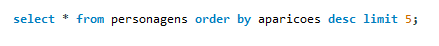 select * from personagens order by aparicoes desc limit 5;